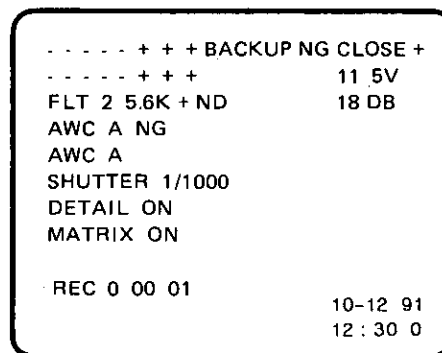 - - - - - + + + BACKUP NG CLOSE +
- - - - - + + + 11 5V
FLT 2 5.6K + ND 18 DB
AWC A NG
AWC A
SHUTTER 1/1000
DETAIL ON
MATRIX ON
REC 0 00 01
10-12 91
12 : 30 0